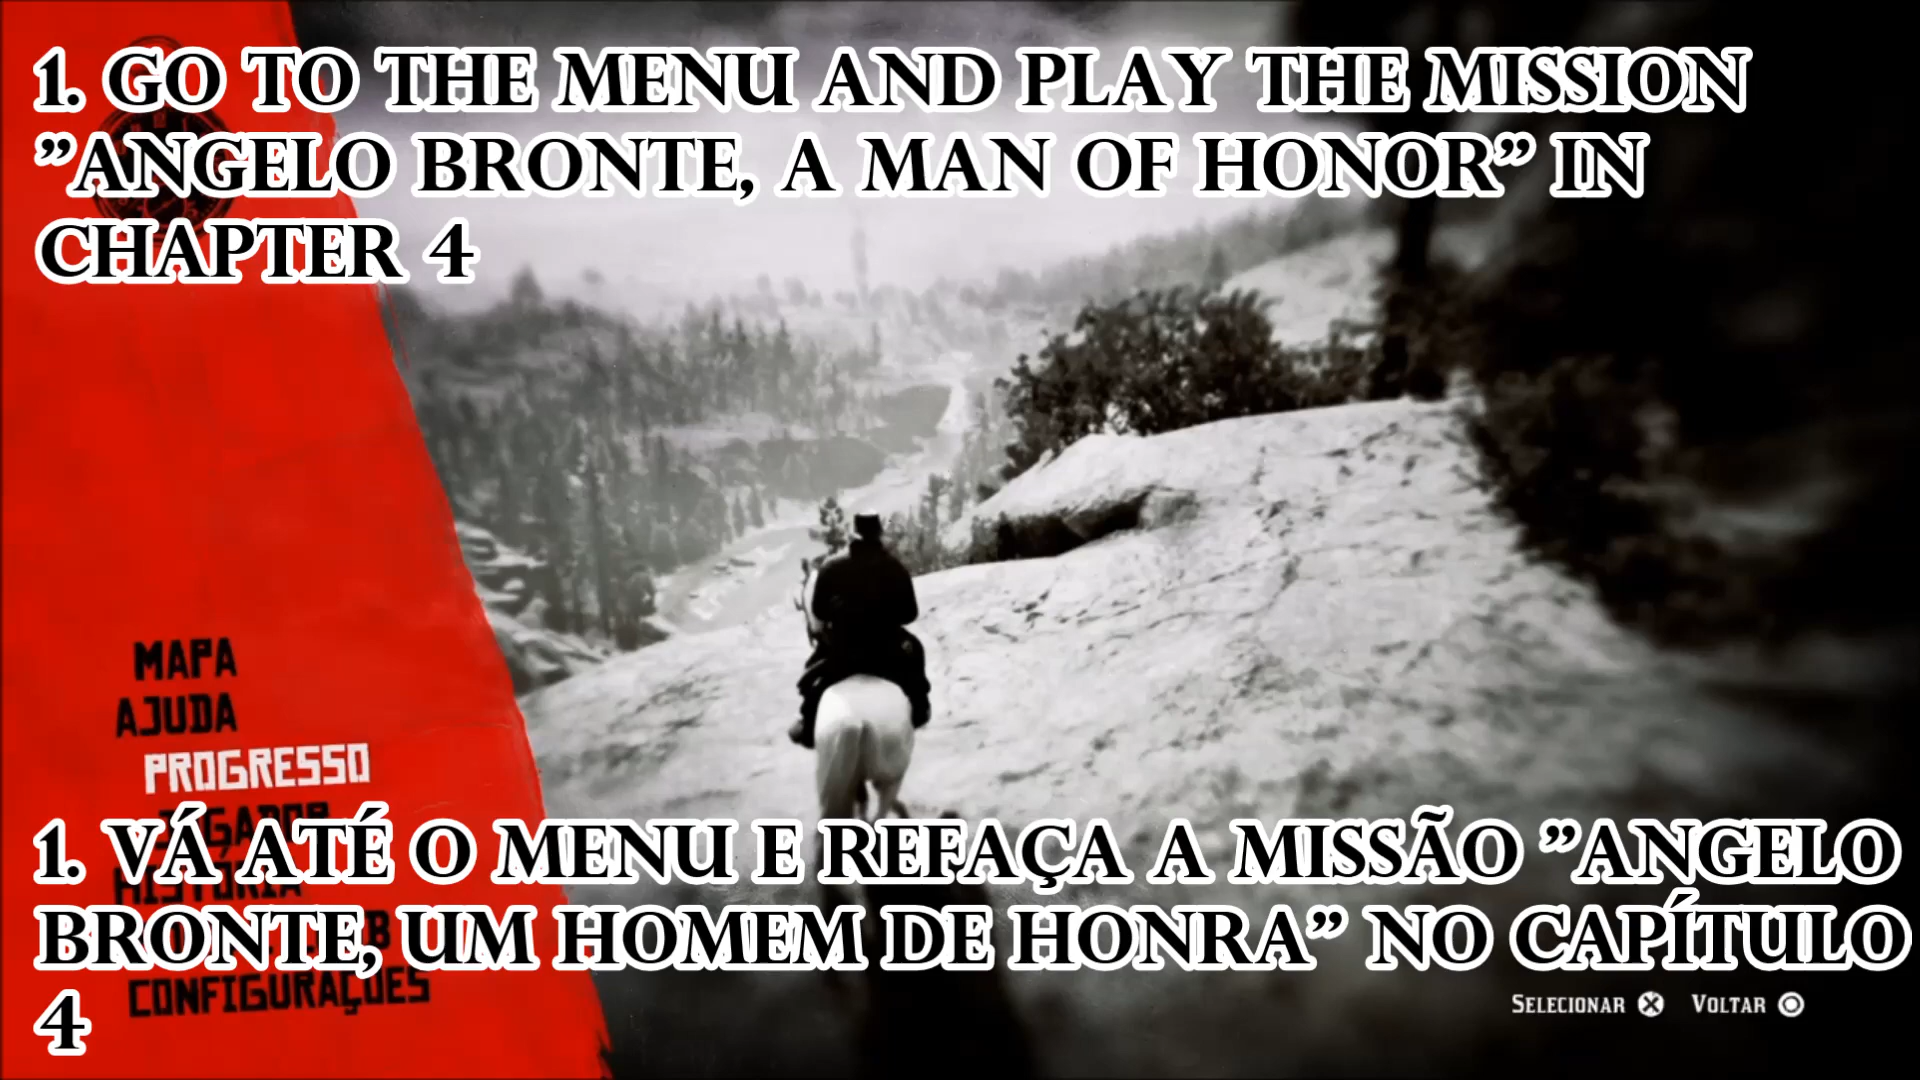 1. GO TO THE MENU AND PLAY THE MISSION
"ANGELO BRONTE, A MAN OF HONOR" IN
CHAPTER 4
MAPA
AJUDA
PROGRESSO
JOGADOR
HISTÓRIA
1. VÁ ATÉ O MENU E REFAÇA A MISSÃO "ANGELO
BRONTE, UM HOMEM DE HONRA" NO CAPÍTULO
4
CONFIGURAÇÕES
SELECIONAR
VOLTAR